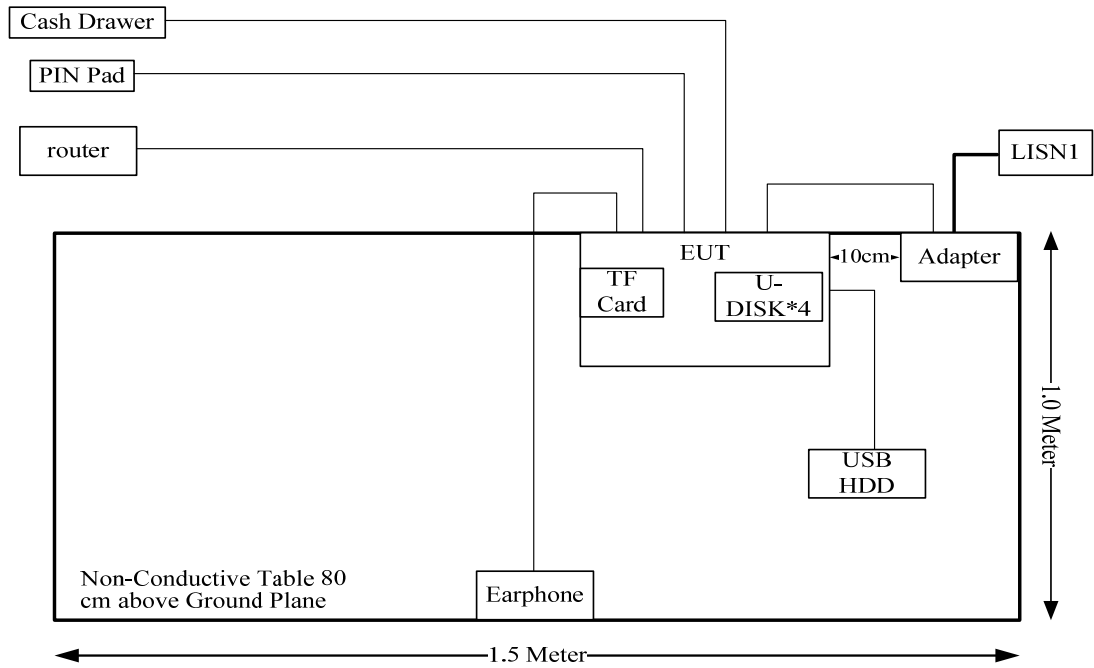 Cash Drawer
PIN Pad
router
LISN1
EUT
10cm
Adapter
TF
Card
U-
DISK*4
1.0 Meter
USB
HDD
Non-Conductive Table 80
cm above Ground Plane
Earphone
1.5 Meter